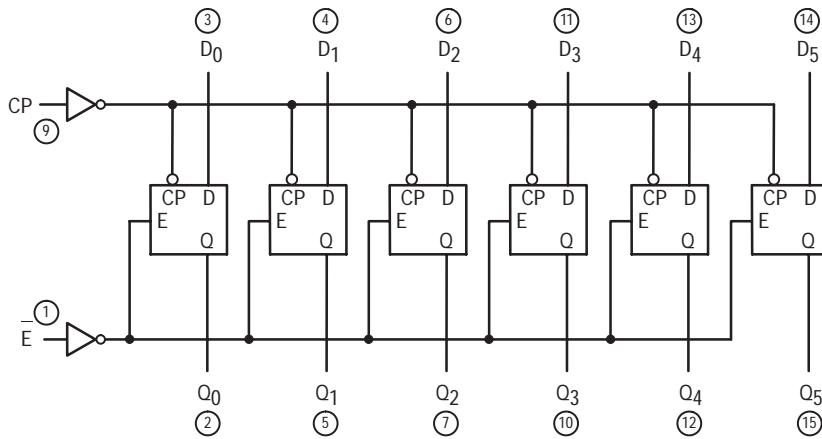 3 4 6 11 13 14
D0 D1 D2 D3 D4 D5
CP
9
CP D CP D CP D CP D CP D CP D
E E E E E E
Q Q Q Q Q Q
1
E̅
Q0 Q1 Q2 Q3 Q4 Q5
2 5 7 10 12 15